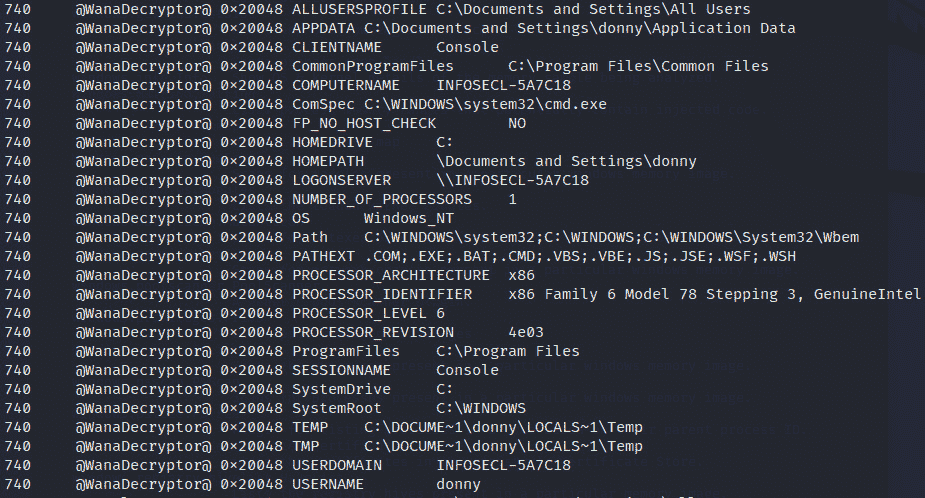 740 @WanaDecryptor@ 0×20048 ALLUSERSPROFILE C:\Documents and Settings\All Users
740 @WanaDecryptor@ 0×20048 APPDATA C:\Documents and Settings\donny\Application Data
740 @WanaDecryptor@ 0×20048 CLIENTNAME Console
740 @WanaDecryptor@ 0×20048 CommonProgramFiles C:\Program Files\Common Files
740 @WanaDecryptor@ 0×20048 COMPUTERNAME INFOSECL-5A7C18
740 @WanaDecryptor@ 0×20048 ComSpec C:\WINDOWS\system32\cmd.exe
740 @WanaDecryptor@ 0×20048 FP_NO_HOST_CHECK NO
740 @WanaDecryptor@ 0×20048 HOMEDRIVE C:
740 @WanaDecryptor@ 0×20048 HOMEPATH \Documents and Settings\donny
740 @WanaDecryptor@ 0×20048 LOGONSERVER \\INFOSECL-5A7C18
740 @WanaDecryptor@ 0×20048 NUMBER_OF_PROCESSORS 1
740 @WanaDecryptor@ 0×20048 OS Windows_NT
740 @WanaDecryptor@ 0×20048 Path C:\WINDOWS\system32;C:\WINDOWS;C:\WINDOWS\System32\Wbem
740 @WanaDecryptor@ 0×20048 PATHEXT .COM;.EXE;.BAT;.CMD;.VBS;.VBE;.JS;.JSE;.WSF;.WSH
740 @WanaDecryptor@ 0×20048 PROCESSOR_ARCHITECTURE x86
740 @WanaDecryptor@ 0×20048 PROCESSOR_IDENTIFIER x86 Family 6 Model 78 Stepping 3, GenuineIntel
740 @WanaDecryptor@ 0×20048 PROCESSOR_LEVEL 6
740 @WanaDecryptor@ 0×20048 PROCESSOR_REVISION 4e03
740 @WanaDecryptor@ 0×20048 ProgramFiles C:\Program Files
740 @WanaDecryptor@ 0×20048 SESSIONNAME Console
740 @WanaDecryptor@ 0×20048 SystemDrive C:
740 @WanaDecryptor@ 0×20048 SystemRoot C:\WINDOWS
740 @WanaDecryptor@ 0×20048 TEMP C:\DOCUME~1\donny\LOCALS~1\Temp
740 @WanaDecryptor@ 0×20048 TMP C:\DOCUME~1\donny\LOCALS~1\Temp
740 @WanaDecryptor@ 0×20048 USERDOMAIN INFOSECL-5A7C18
740 @WanaDecryptor@ 0×20048 USERNAME donny